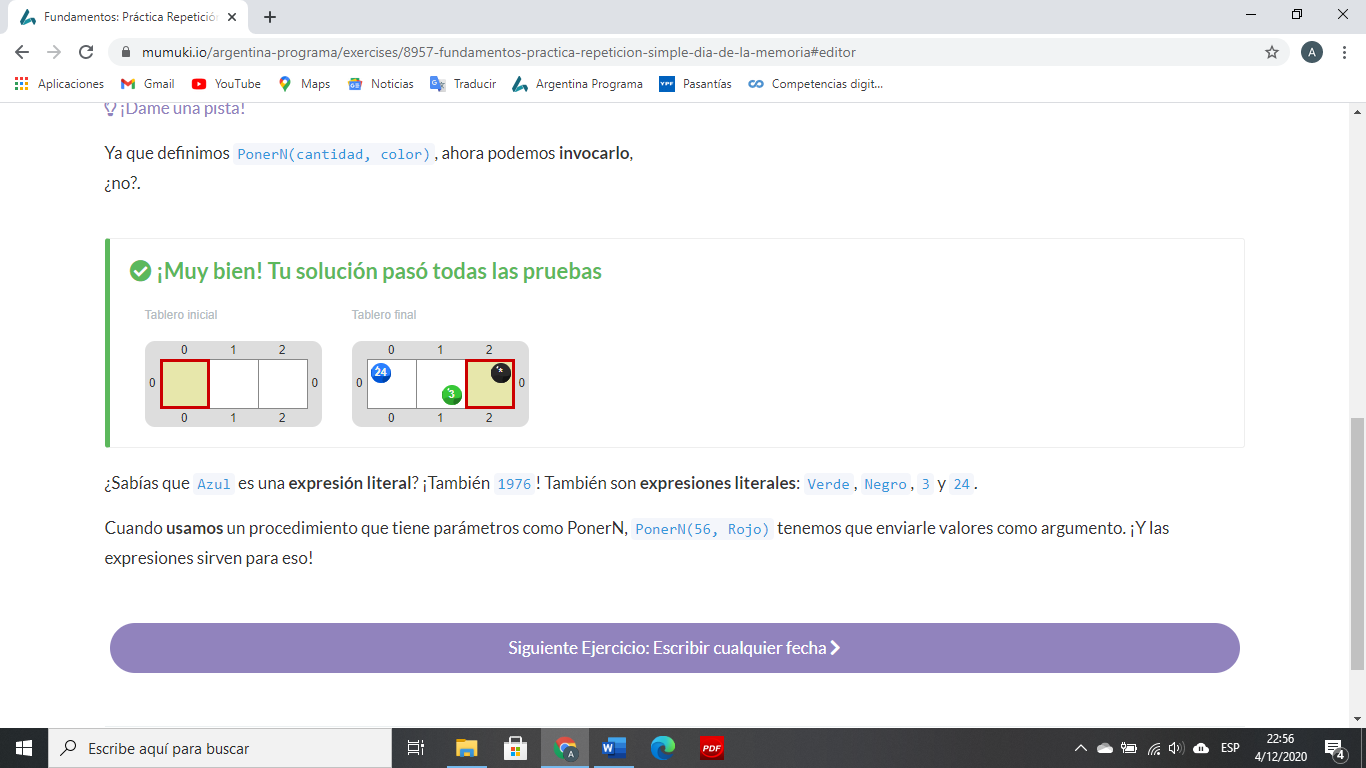 Fundamentos: Práctica Repetición
mumuki.io/argentina-programa/exercises/8957-fundamentos-practica-repeticion-simple-dia-de-la-memoria#editor
A
Aplicaciones Gmail YouTube Maps Noticias Traducir Argentina Programa YPF Pasantías Competencias digit...
¡Dame una pista!
Ya que definimos PonerN(cantidad, color), ahora podemos invocarlo,
¿no?.
¡Muy bien! Tu solución pasó todas las pruebas
Tablero inicial Tablero final
0 1 2 0 1 2
24 *
0 0 0 0
3
0 1 2 0 1 2
¿Sabías que Azul es una expresión literal? ¡También 1976! También son expresiones literales: Verde, Negro, 3 y 24.
Cuando usamos un procedimiento que tiene parámetros como PonerN, PonerN(56, Rojo) tenemos que enviarle valores como argumento. ¡Y las
expresiones sirven para eso!
Siguiente Ejercicio: Escribir cualquier fecha
Escribe aquí para buscar
A
W
PDF
ESP
22:56
4/12/2020
4